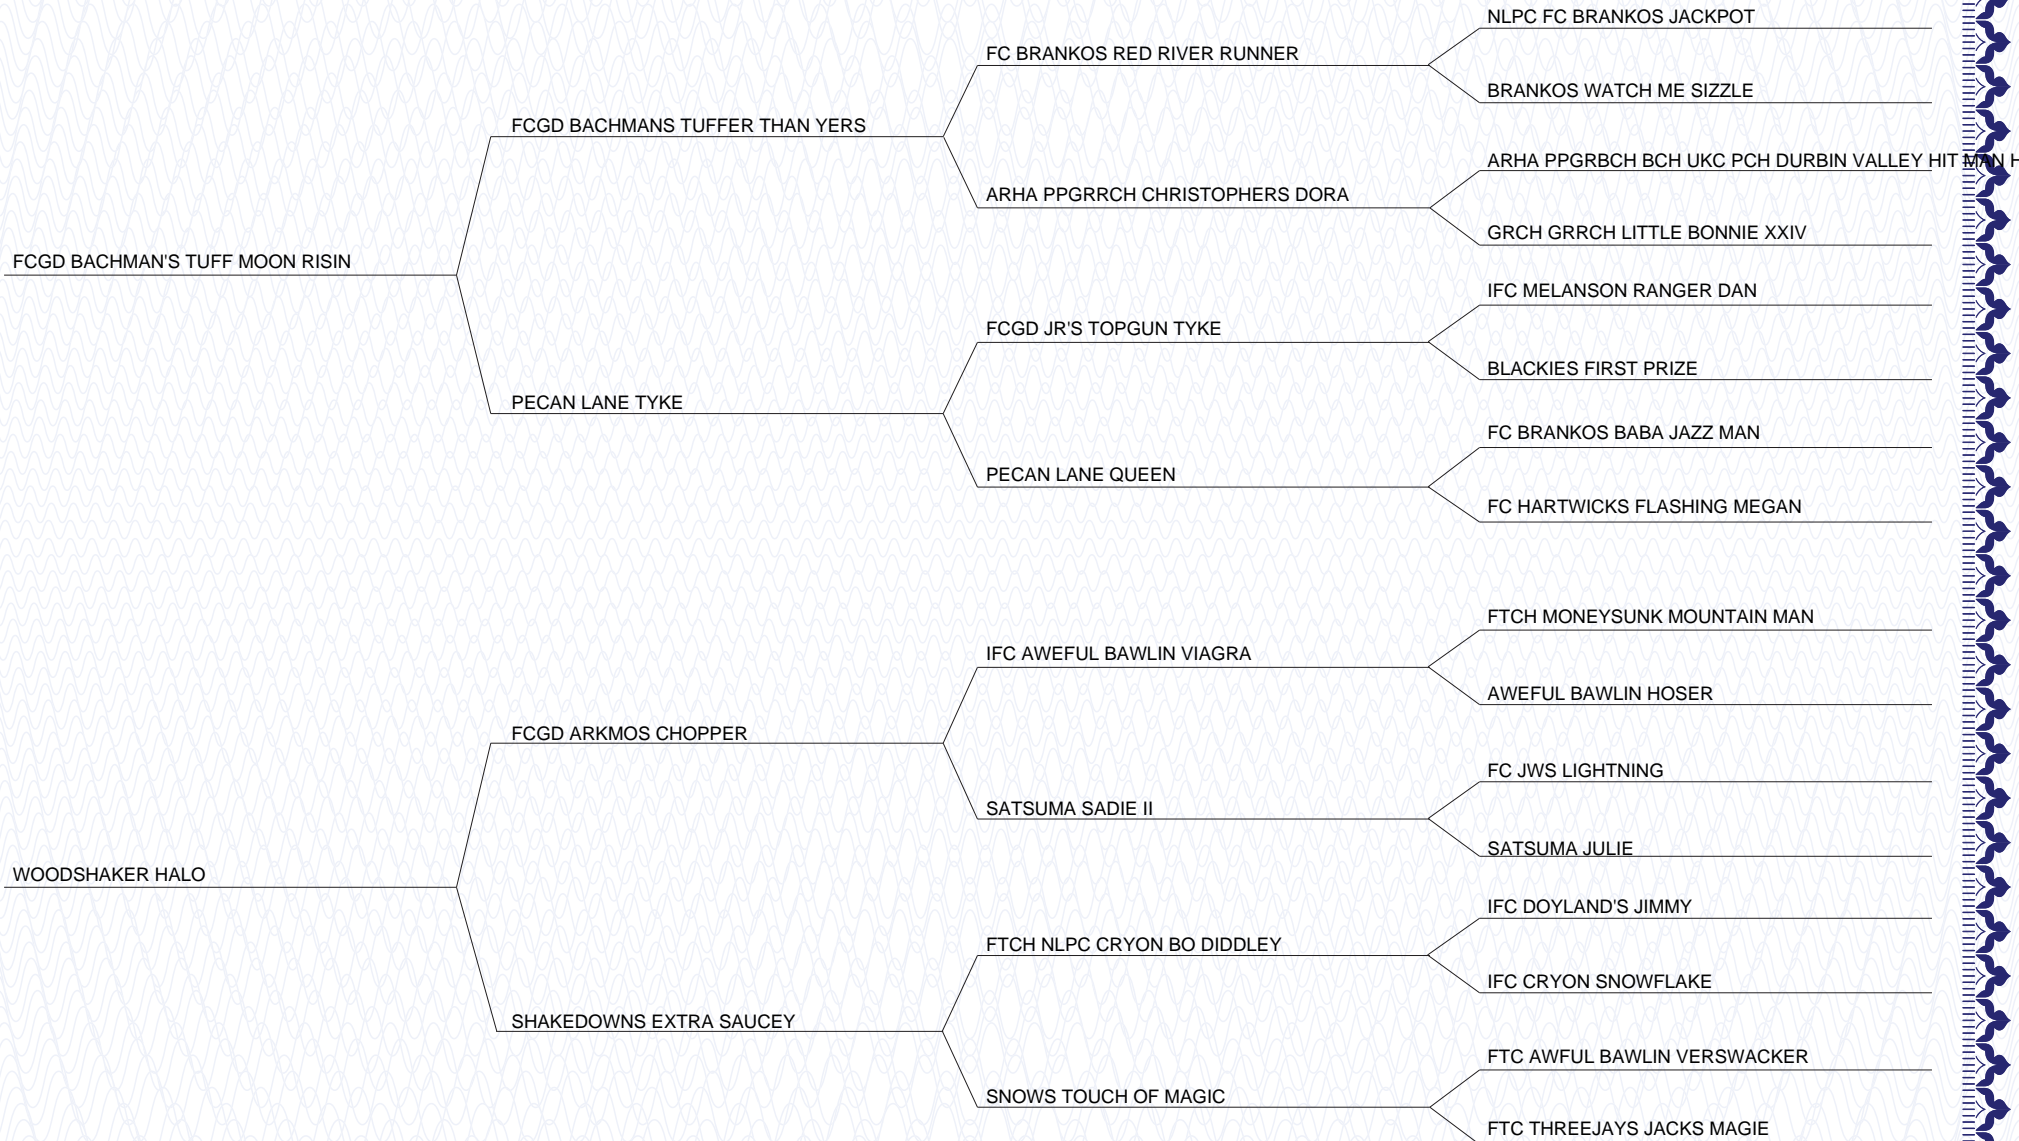 NLPC FC BRANKOS JACKPOT
FC BRANKOS RED RIVER RUNNER
BRANKOS WATCH ME SIZZLE
FCGD BACHMANS TUFFER THAN YERS
ARHA PPGRBCH BCH UKC PCH DURBIN VALLEY HIT MAN H
ARHA PPGRRCH CHRISTOPHERS DORA
GRCH GRRCH LITTLE BONNIE XXIV
FCGD BACHMAN'S TUFF MOON RISIN
IFC MELANSON RANGER DAN
FCGD JR'S TOPGUN TYKE
BLACKIES FIRST PRIZE
PECAN LANE TYKE
FC BRANKOS BABA JAZZ MAN
PECAN LANE QUEEN
FC HARTWICKS FLASHING MEGAN
FTCH MONEYSUNK MOUNTAIN MAN
IFC AWEFUL BAWLIN VIAGRA
AWEFUL BAWLIN HOSER
FCGD ARKMOS CHOPPER
FC JWS LIGHTNING
SATSUMA SADIE II
SATSUMA JULIE
WOODSHAKER HALO
IFC DOYLAND'S JIMMY
FTCH NLPC CRYON BO DIDDLEY
IFC CRYON SNOWFLAKE
SHAKEDOWNS EXTRA SAUCEY
FTC AWFUL BAWLIN VERSWACKER
SNOWS TOUCH OF MAGIC
FTC THREEJAYS JACKS MAGIE